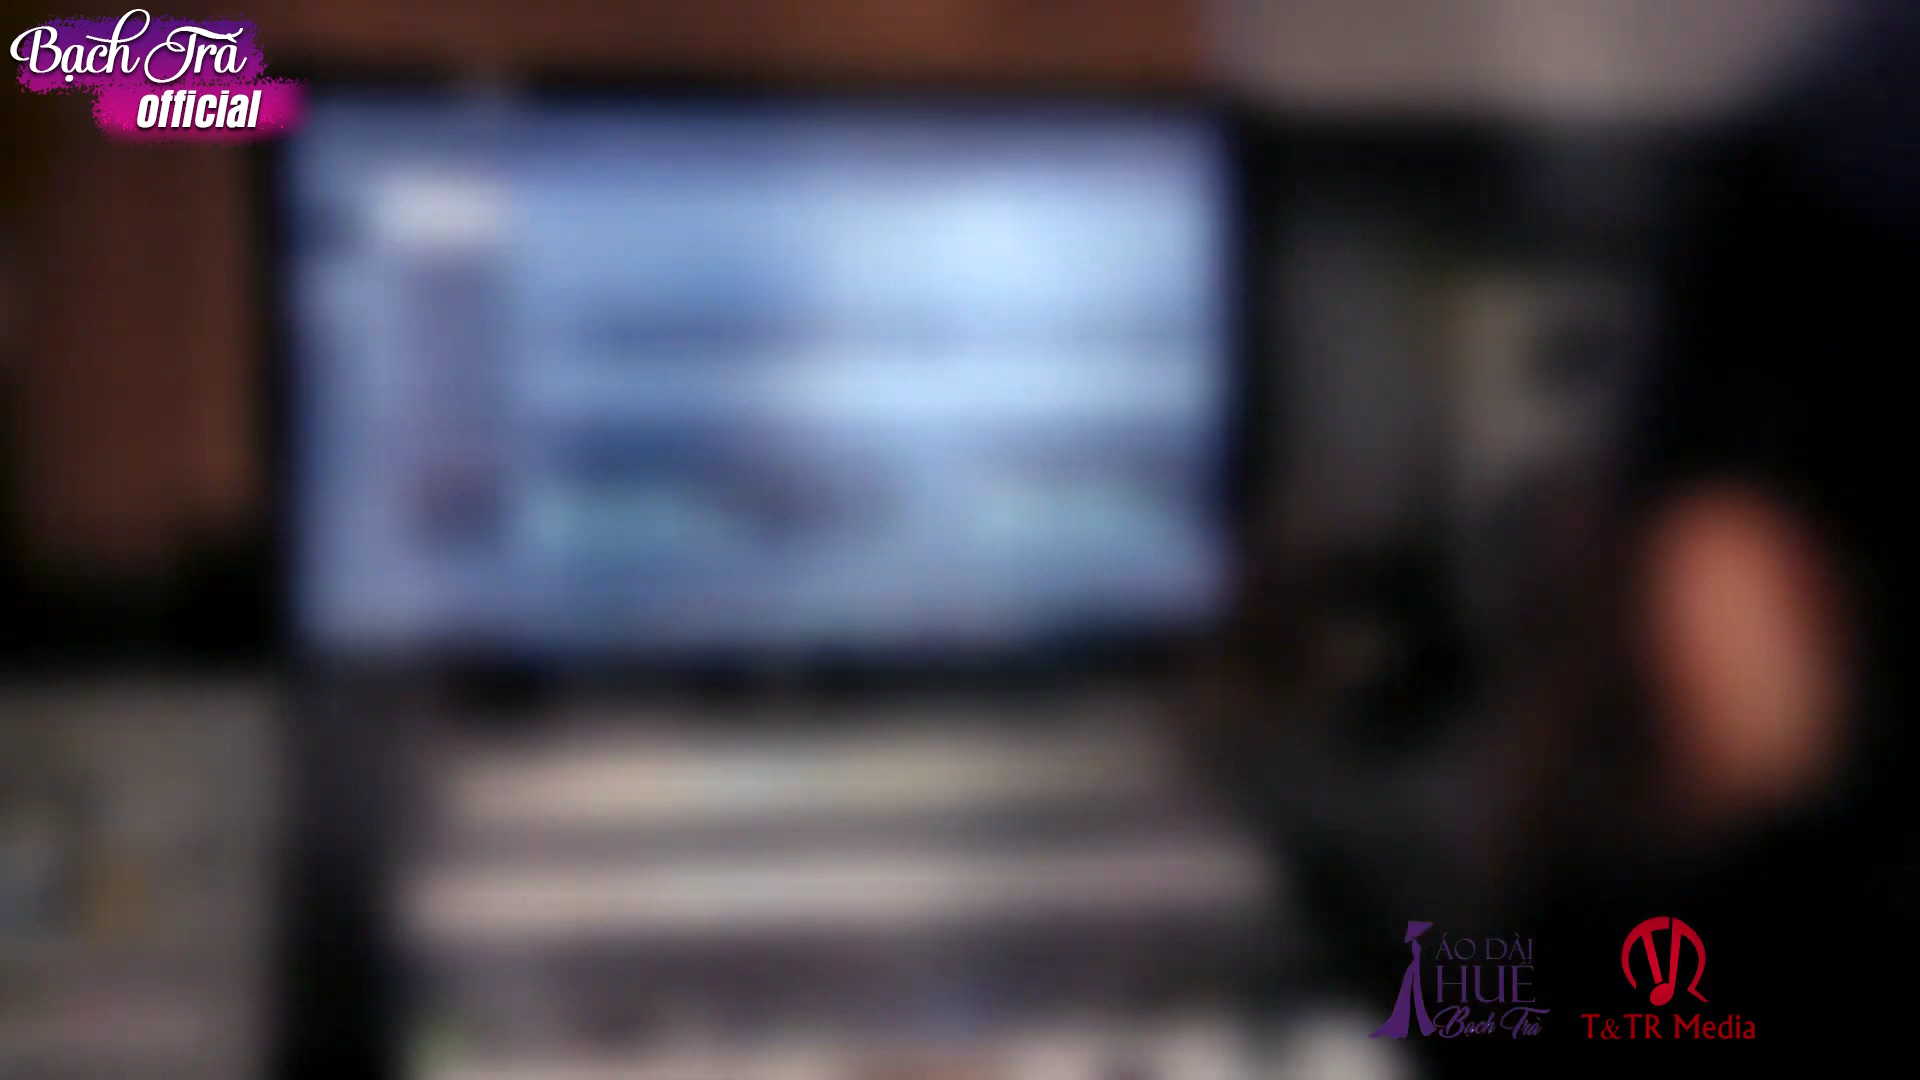 Bạch Trà
official
ÁO DÀI
HUẾ
Bạch Trà
T&TR Media